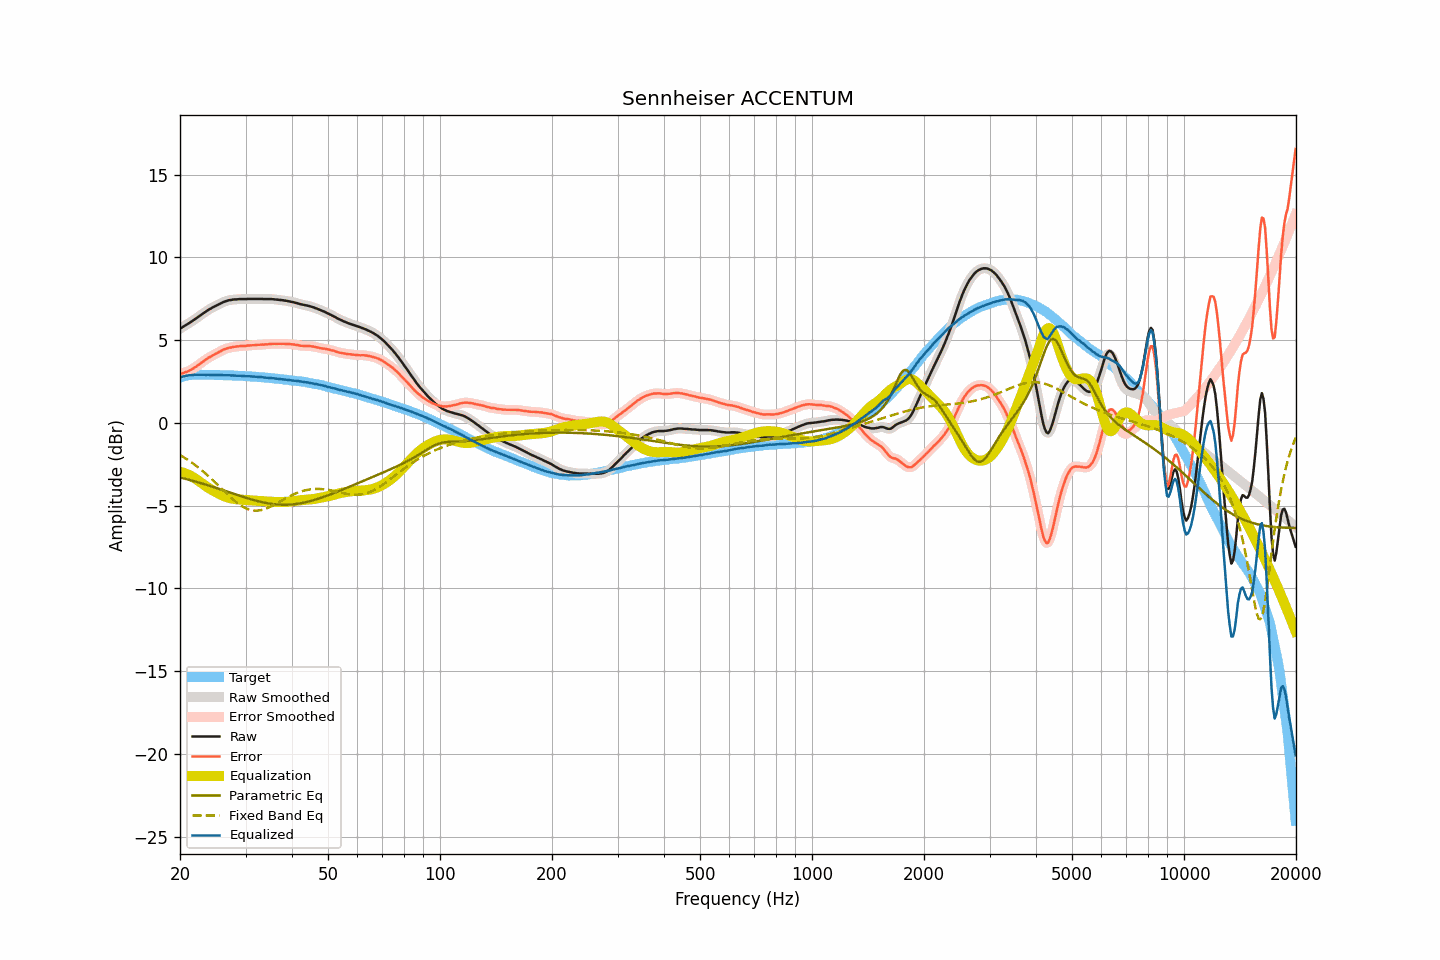 Sennheiser ACCENTUM
15
10
5
0
−5
−10
−15
−20
−25
Amplitude (dBr)
Target
Raw Smoothed
Error Smoothed
Raw
Error
Equalization
Parametric Eq
Fixed Band Eq
Equalized
20 50 100 200 500 1000 2000 5000 10000 20000
Frequency (Hz)